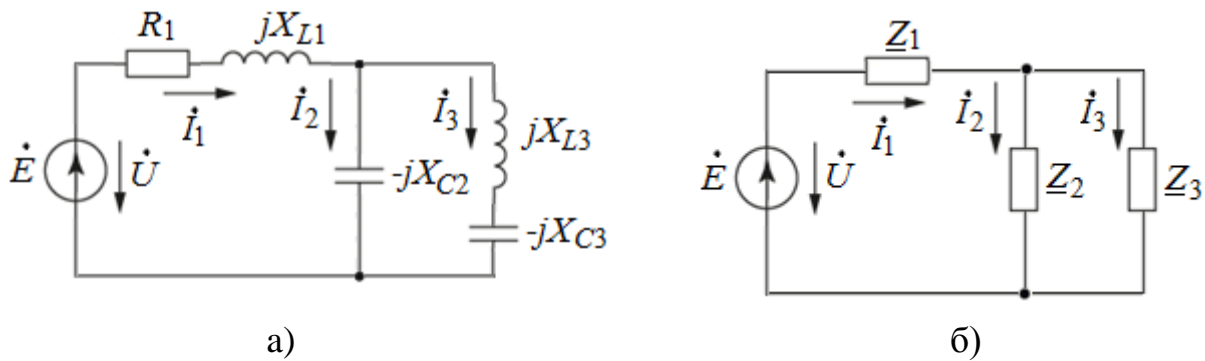 R1 jXL1
İ1 İ2 İ3
Ė U̇ -jXC2 jXL3
-jXC3
а)
Z1
İ1 İ2 İ3
Ė U̇ Z2 Z3
б)